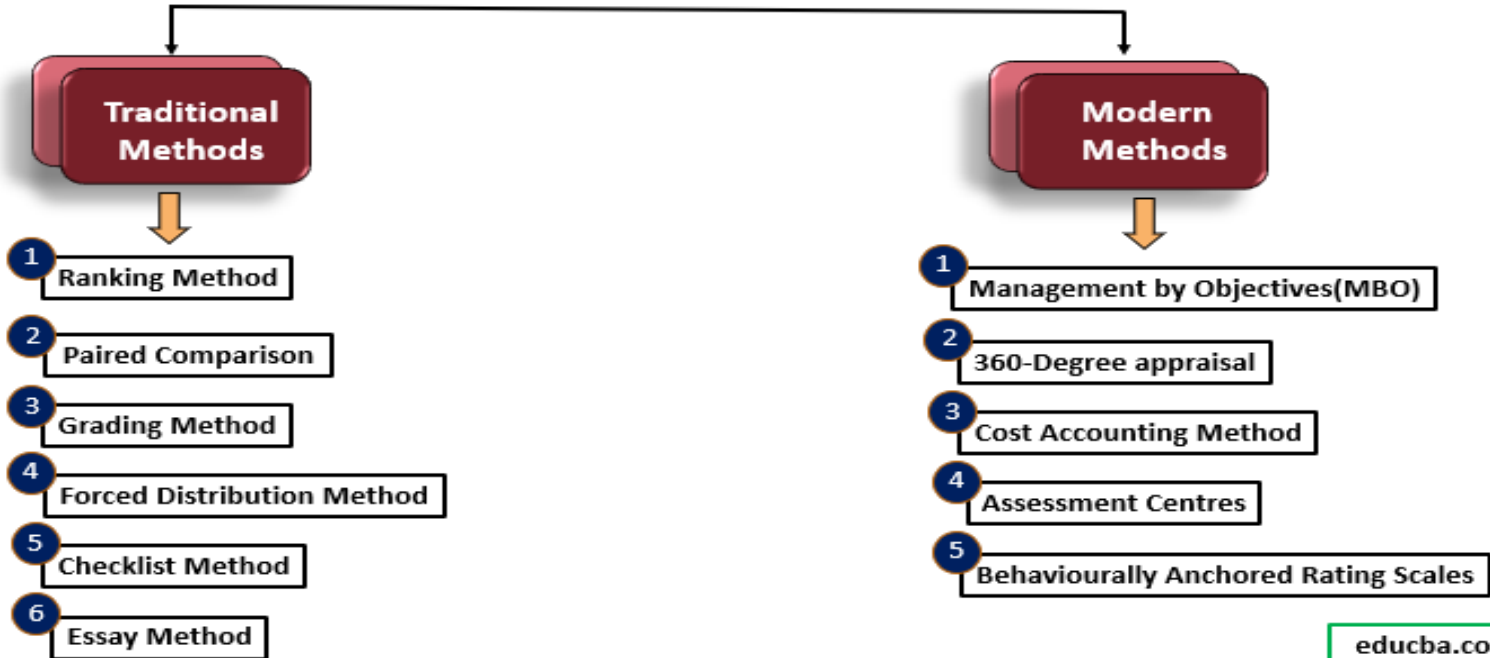 Traditional
Methods
1
Ranking Method
2
Paired Comparison
3
Grading Method
4
Forced Distribution Method
5
Checklist Method
6
Essay Method
Modern
Methods
1
Management by Objectives(MBO)
2
360-Degree appraisal
3
Cost Accounting Method
4
Assessment Centres
5
Behaviourally Anchored Rating Scales
educba.co